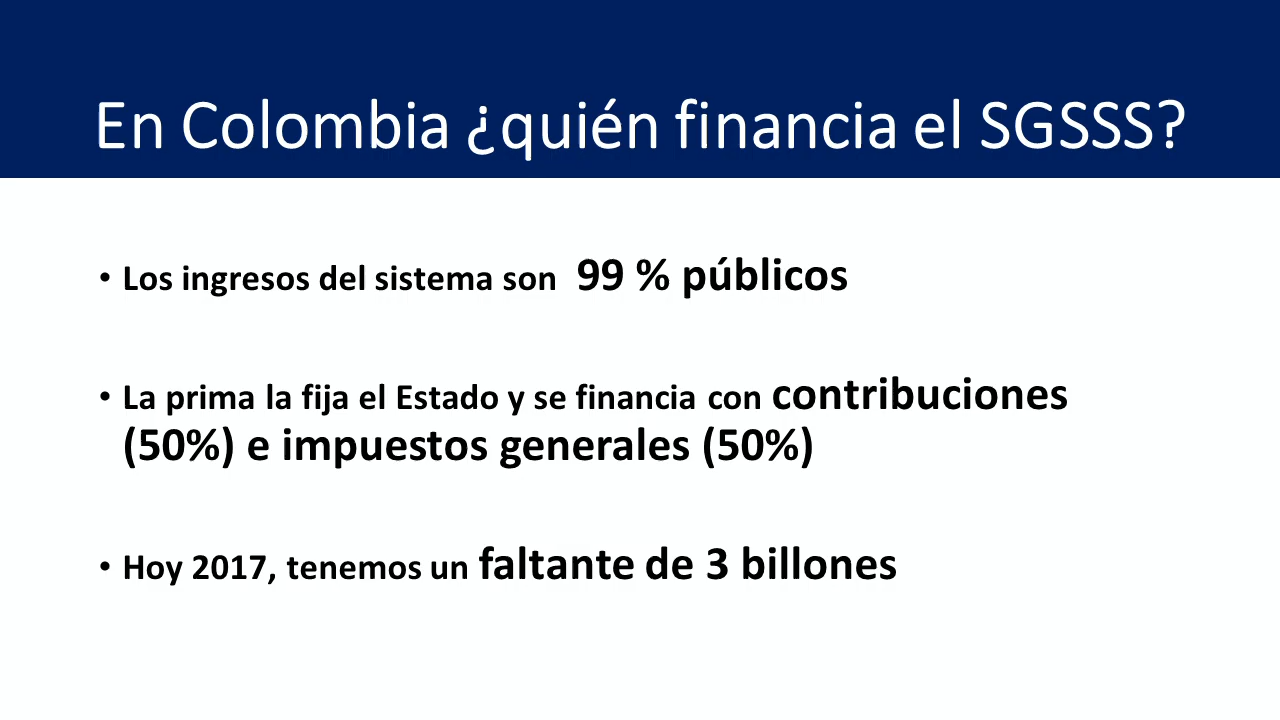 En Colombia ¿quién financia el SGSSS?
• Los ingresos del sistema son 99 % públicos
• La prima la fija el Estado y se financia con contribuciones
(50%) e impuestos generales (50%)
• Hoy 2017, tenemos un faltante de 3 billones